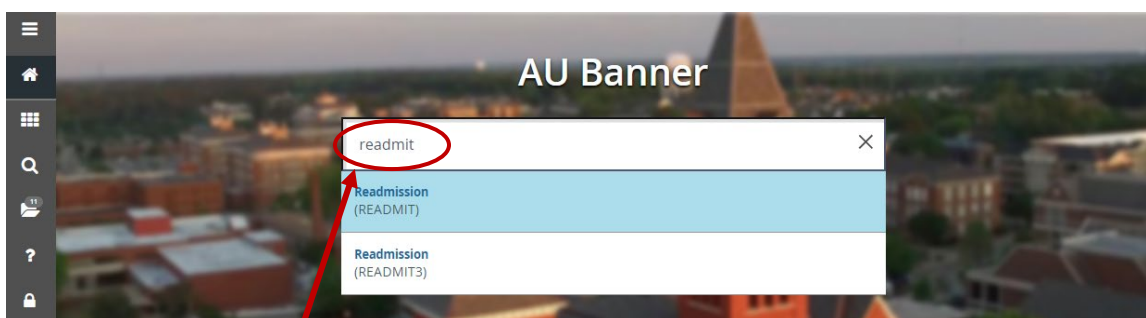 AU Banner
readmit
Readmission
(READMIT)
11
Readmission
?
(READMIT3)